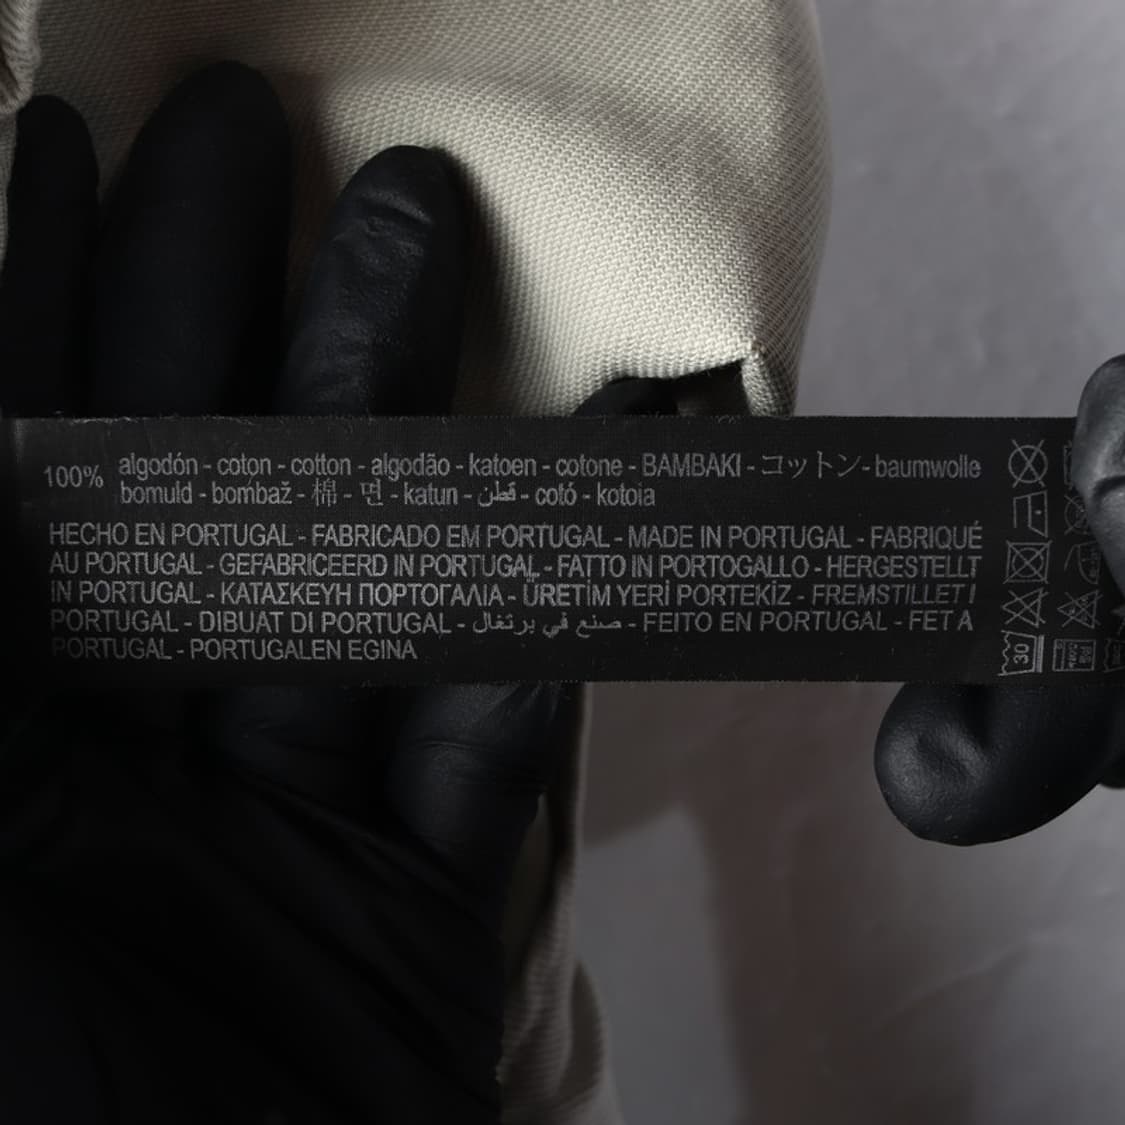 100% algodón - coton - cotton - algodão - katoen - cotone - BAMBAKI - コットン - baumwolle
bomuld - bombaž - 棉 - 면 - katun - قطن - cotó - kotoia
HECHO EN PORTUGAL - FABRICADO EM PORTUGAL - MADE IN PORTUGAL - FABRIQUÉ
AU PORTUGAL - GEFABRICEERD IN PORTUGAL - FATTO IN PORTOGALLO - HERGESTELLT
IN PORTUGAL - ΚΑΤΑΣΚΕΥΗ ΠΟΡΤΟΓΑΛΙΑ - ÜRETİM YERİ PORTEKİZ - FREMSTILLET I
PORTUGAL - DIBUAT DI PORTUGAL - صنع في برتغال - FEITO EN PORTUGAL - FET A
PORTUGAL - PORTUGALEN EGINA
30